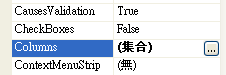 CausesValidation True
CheckBoxes False
Columns (集合) ...
ContextMenuStrip (無)